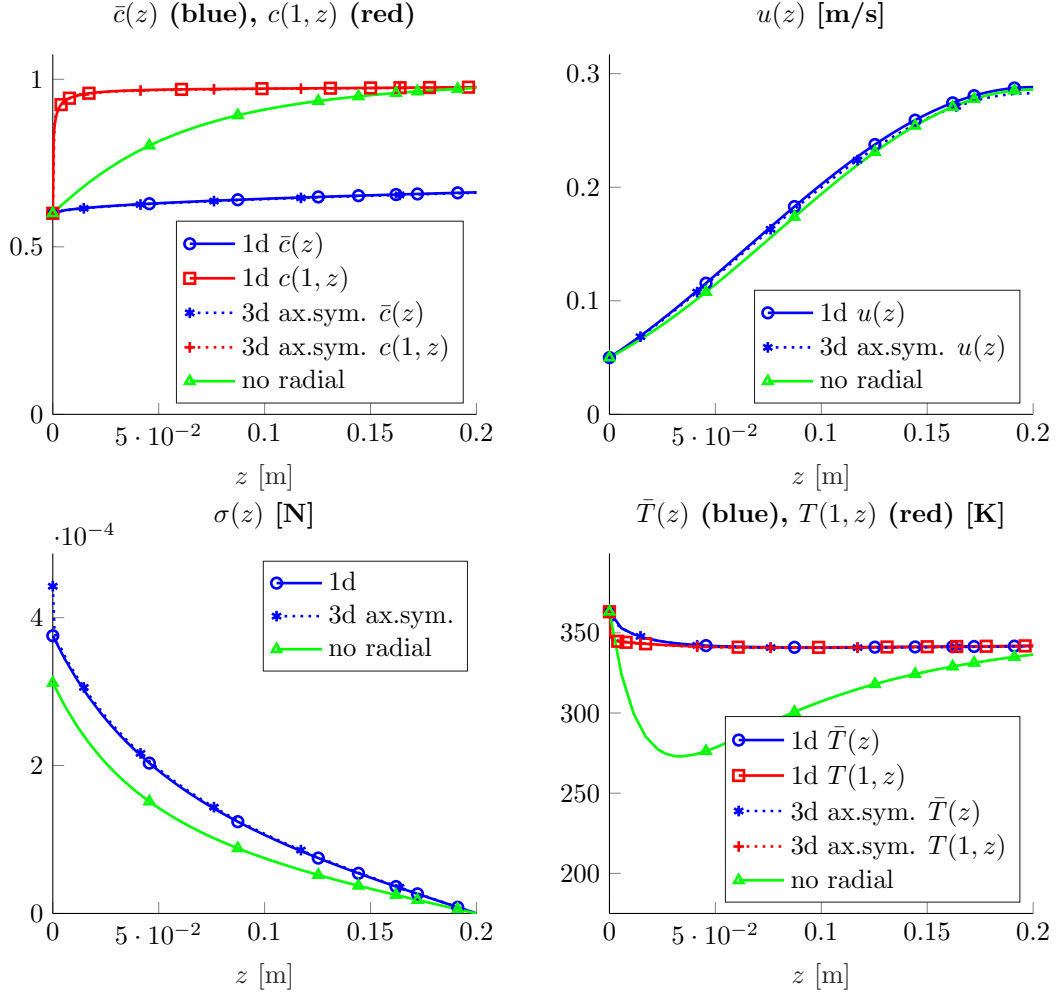 c̄(z) (blue), c(1, z) (red)
1
0.5
0
0
5 · 10⁻²
0.1
0.15
0.2
z [m]
1d c̄(z)
1d c(1, z)
3d ax.sym. c̄(z)
3d ax.sym. c(1, z)
no radial
u(z) [m/s]
0.3
0.2
0.1
0
0
5 · 10⁻²
0.1
0.15
0.2
z [m]
1d u(z)
3d ax.sym. u(z)
no radial
σ(z) [N]
·10⁻⁴
4
2
0
0
5 · 10⁻²
0.1
0.15
0.2
z [m]
1d
3d ax.sym.
no radial
T̄(z) (blue), T(1, z) (red) [K]
350
300
250
200
0
5 · 10⁻²
0.1
0.15
0.2
z [m]
1d T̄(z)
1d T(1, z)
3d ax.sym. T̄(z)
3d ax.sym. T(1, z)
no radial